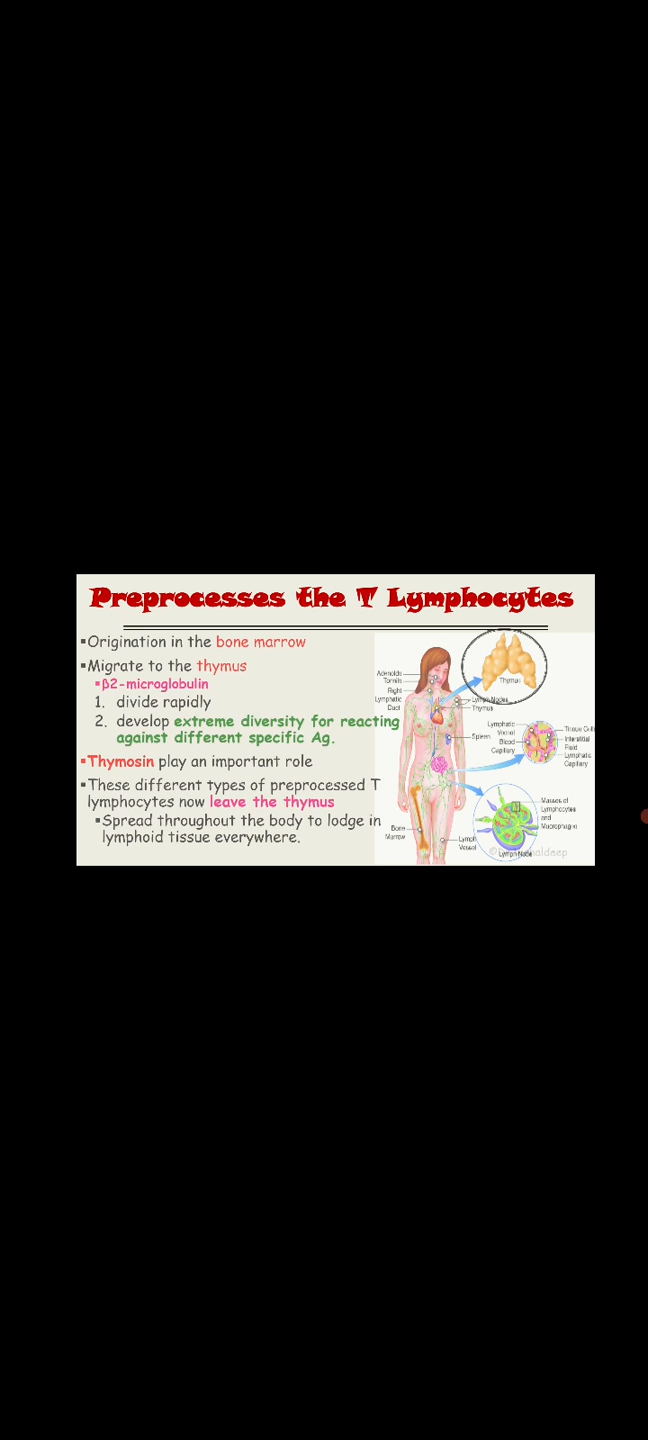 Preprocesses the T Lymphocytes
▪Origination in the bone marrow
▪Migrate to the thymus
▪β2-microglobulin
1. divide rapidly
2. develop extreme diversity for reacting
against different specific Ag.
▪Thymosin play an important role
▪These different types of preprocessed T
lymphocytes now leave the thymus
▪Spread throughout the body to lodge in
lymphoid tissue everywhere.
Adenoids
Tonsils
Right
Lymphatic
Duct
Thymus
Lymph Nodes
Thymus
Spleen
Lymphatic
Vessel
Blood
Capillary
Tissue Cells
Interstitial
Fluid
Lymphatic
Capillary
Masses of
Lymphocytes
and
Macrophages
Bone
Marrow
Lymph
Vessel
Lymph Node